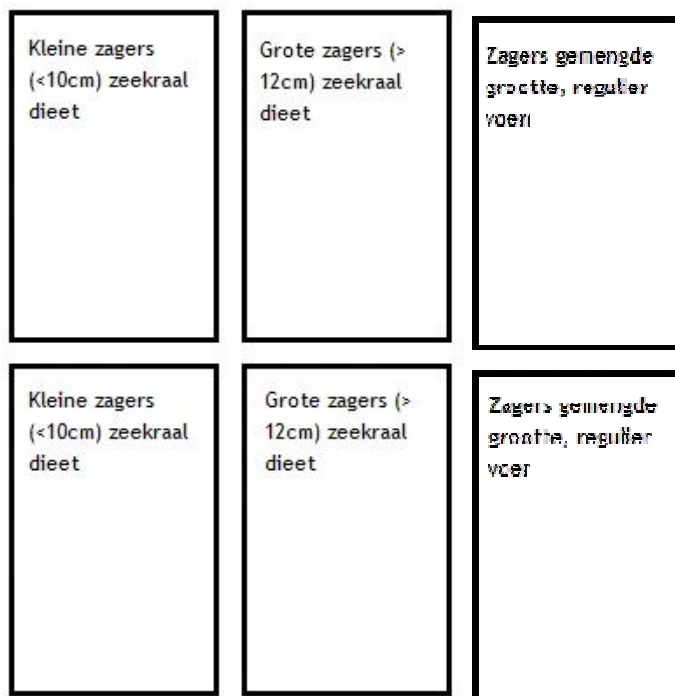 Kleine zagers
(<10cm) zeekraal
dieet
Grote zagers (>
12cm) zeekraal
dieet
Zagers gemengde
grootte, regulier
voer
Kleine zagers
(<10cm) zeekraal
dieet
Grote zagers (>
12cm) zeekraal
dieet
Zagers gemengde
grootte, regulier
voer